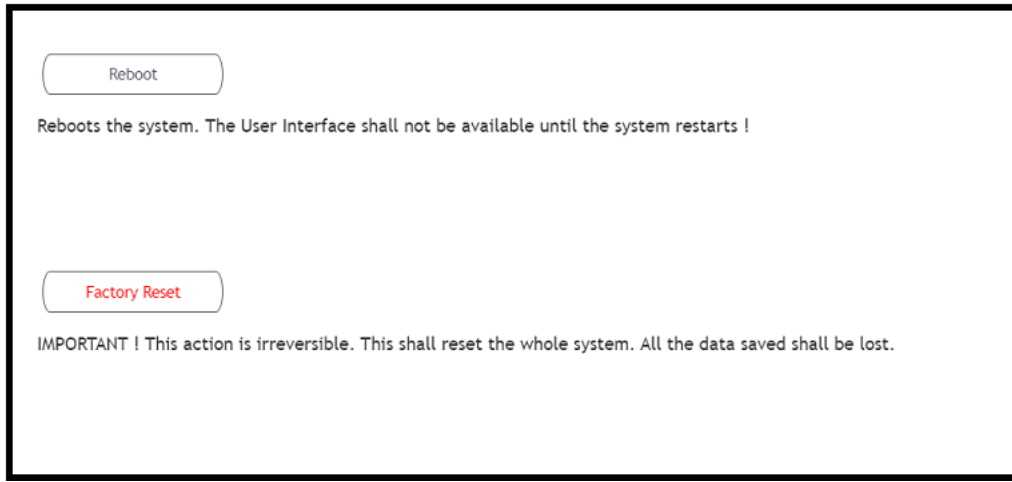 Reboot
Reboots the system. The User Interface shall not be available until the system restarts !
Factory Reset
IMPORTANT ! This action is irreversible. This shall reset the whole system. All the data saved shall be lost.